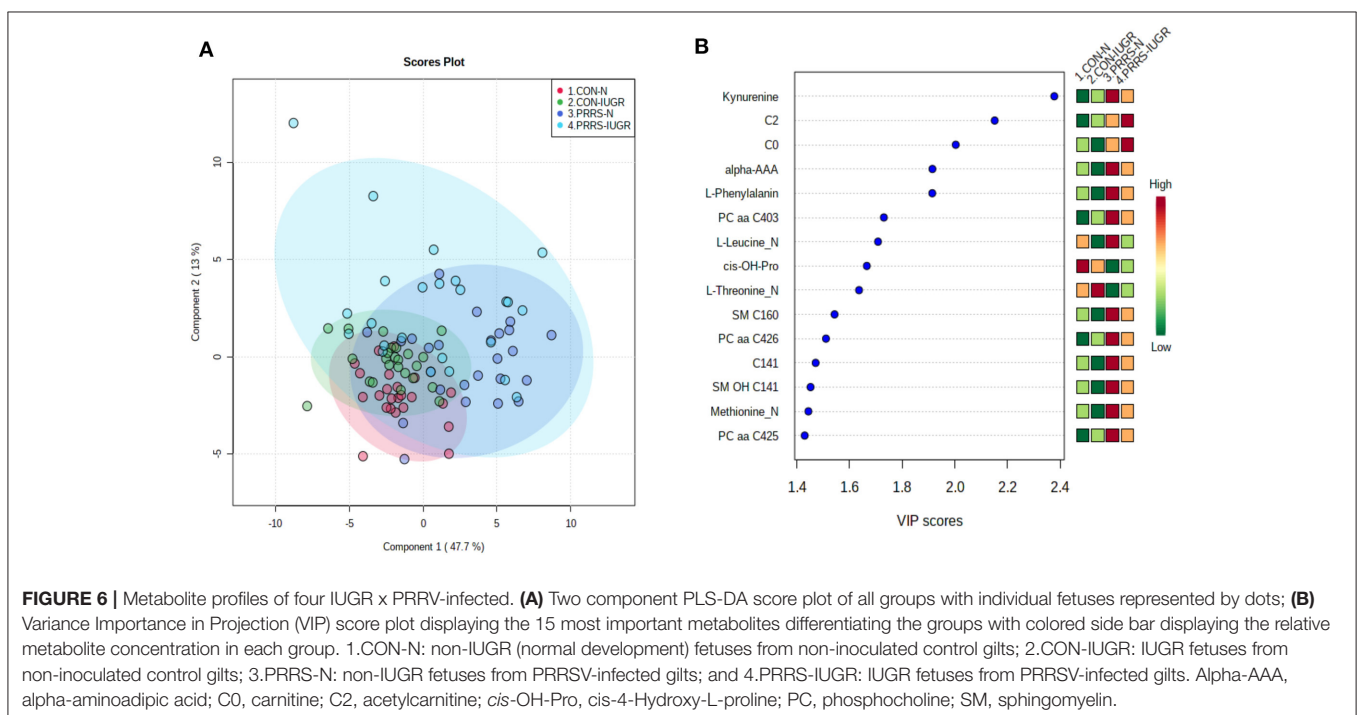 A
Scores Plot
1.CON-N
2.CON-IUGR
3.PRRS-N
4.PRRS-IUGR
Component 2 ( 13 %)
10
5
0
-5
-10 -5 0 5 10
Component 1 ( 47.7 %)
B
1.CON-N
2.CON-IUGR
3.PRRS-N
4.PRRS-IUGR
Kynurenine
C2
C0
alpha-AAA
L-Phenylalanin
PC aa C403
L-Leucine_N
cis-OH-Pro
L-Threonine_N
SM C160
PC aa C426
C141
SM OH C141
Methionine_N
PC aa C425
1.4 1.6 1.8 2.0 2.2 2.4
VIP scores
High
Low
FIGURE 6 | Metabolite profiles of four IUGR x PRRV-infected. (A) Two component PLS-DA score plot of all groups with individual fetuses represented by dots; (B)
Variance Importance in Projection (VIP) score plot displaying the 15 most important metabolites differentiating the groups with colored side bar displaying the relative
metabolite concentration in each group. 1.CON-N: non-IUGR (normal development) fetuses from non-inoculated control gilts; 2.CON-IUGR: IUGR fetuses from
non-inoculated control gilts; 3.PRRS-N: non-IUGR fetuses from PRRSV-infected gilts; and 4.PRRS-IUGR: IUGR fetuses from PRRSV-infected gilts. Alpha-AAA,
alpha-aminoadipic acid; C0, carnitine; C2, acetylcarnitine; cis-OH-Pro, cis-4-Hydroxy-L-proline; PC, phosphocholine; SM, sphingomyelin.